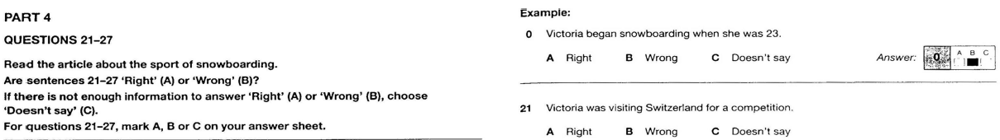 PART 4
QUESTIONS 21–27
Read the article about the sport of snowboarding.
Are sentences 21–27 'Right' (A) or 'Wrong' (B)?
If there is not enough information to answer 'Right' (A) or 'Wrong' (B), choose
'Doesn't say' (C).
For questions 21–27, mark A, B or C on your answer sheet.
Example:
0 Victoria began snowboarding when she was 23.
A Right B Wrong C Doesn't say Answer: 0 A B C
21 Victoria was visiting Switzerland for a competition.
A Right B Wrong C Doesn't say